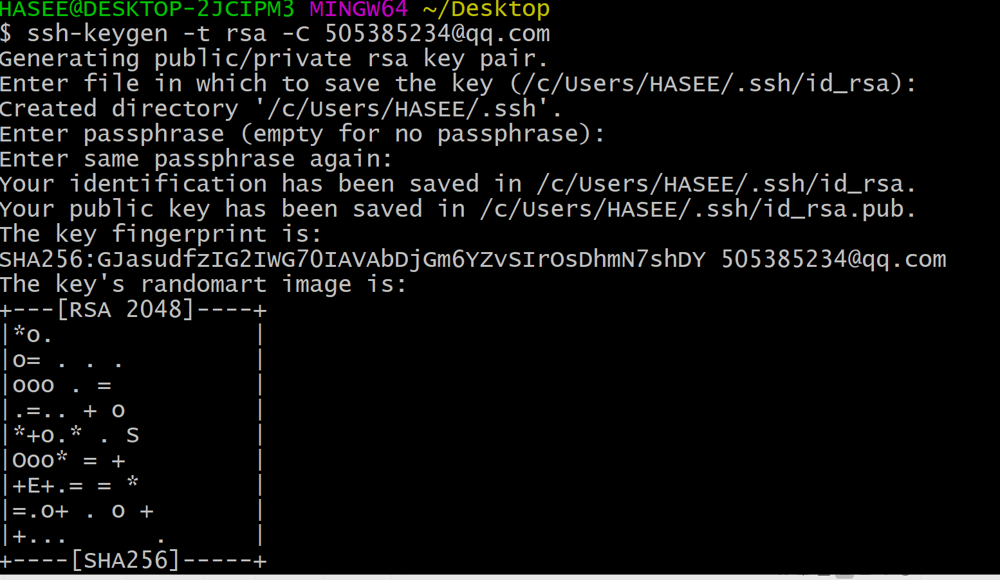 HASEE@DESKTOP-2JCIPM3 MINGW64 ~/Desktop
$ ssh-keygen -t rsa -C 505385234@qq.com
Generating public/private rsa key pair.
Enter file in which to save the key (/c/Users/HASEE/.ssh/id_rsa):
Created directory '/c/Users/HASEE/.ssh'.
Enter passphrase (empty for no passphrase):
Enter same passphrase again:
Your identification has been saved in /c/Users/HASEE/.ssh/id_rsa.
Your public key has been saved in /c/Users/HASEE/.ssh/id_rsa.pub.
The key fingerprint is:
SHA256:GJasudfzIG2IWG7OIAVAbDjGm6YZvSIrOsDhmN7shDY 505385234@qq.com
The key's randomart image is:
+---[RSA 2048]----+
|*o.              |
|o= . . .         |
|ooo . =          |
|.=.. + o         |
|*+o.* . S        |
|Ooo* = +         |
|+E+.= = *        |
|=.o+ . o +       |
|+...      .      |
+----[SHA256]-----+